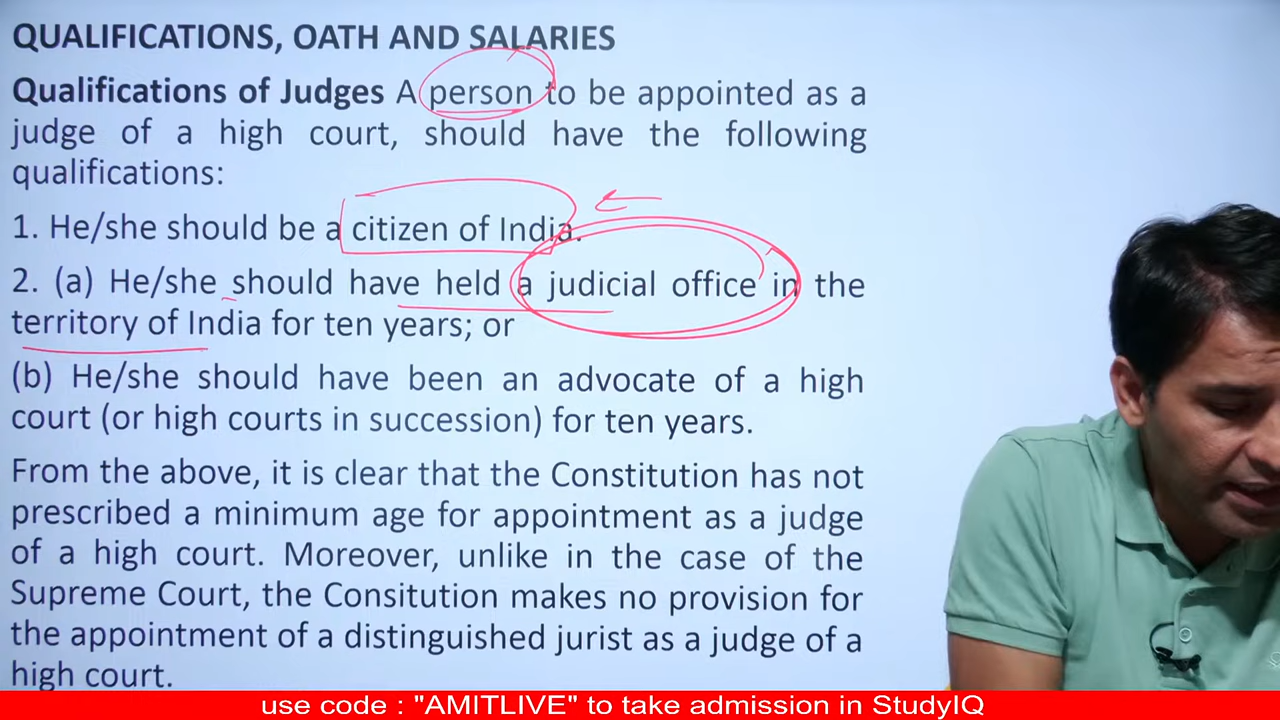 QUALIFICATIONS, OATH AND SALARIES
Qualifications of Judges A person to be appointed as a
judge of a high court, should have the following
qualifications:
1. He/she should be a citizen of India.
2. (a) He/she should have held a judicial office in the
territory of India for ten years; or
(b) He/she should have been an advocate of a high
court (or high courts in succession) for ten years.
From the above, it is clear that the Constitution has not
prescribed a minimum age for appointment as a judge
of a high court. Moreover, unlike in the case of the
Supreme Court, the Consitution makes no provision for
the appointment of a distinguished jurist as a judge of a
high court.
use code : "AMITLIVE" to take admission in StudyIQ